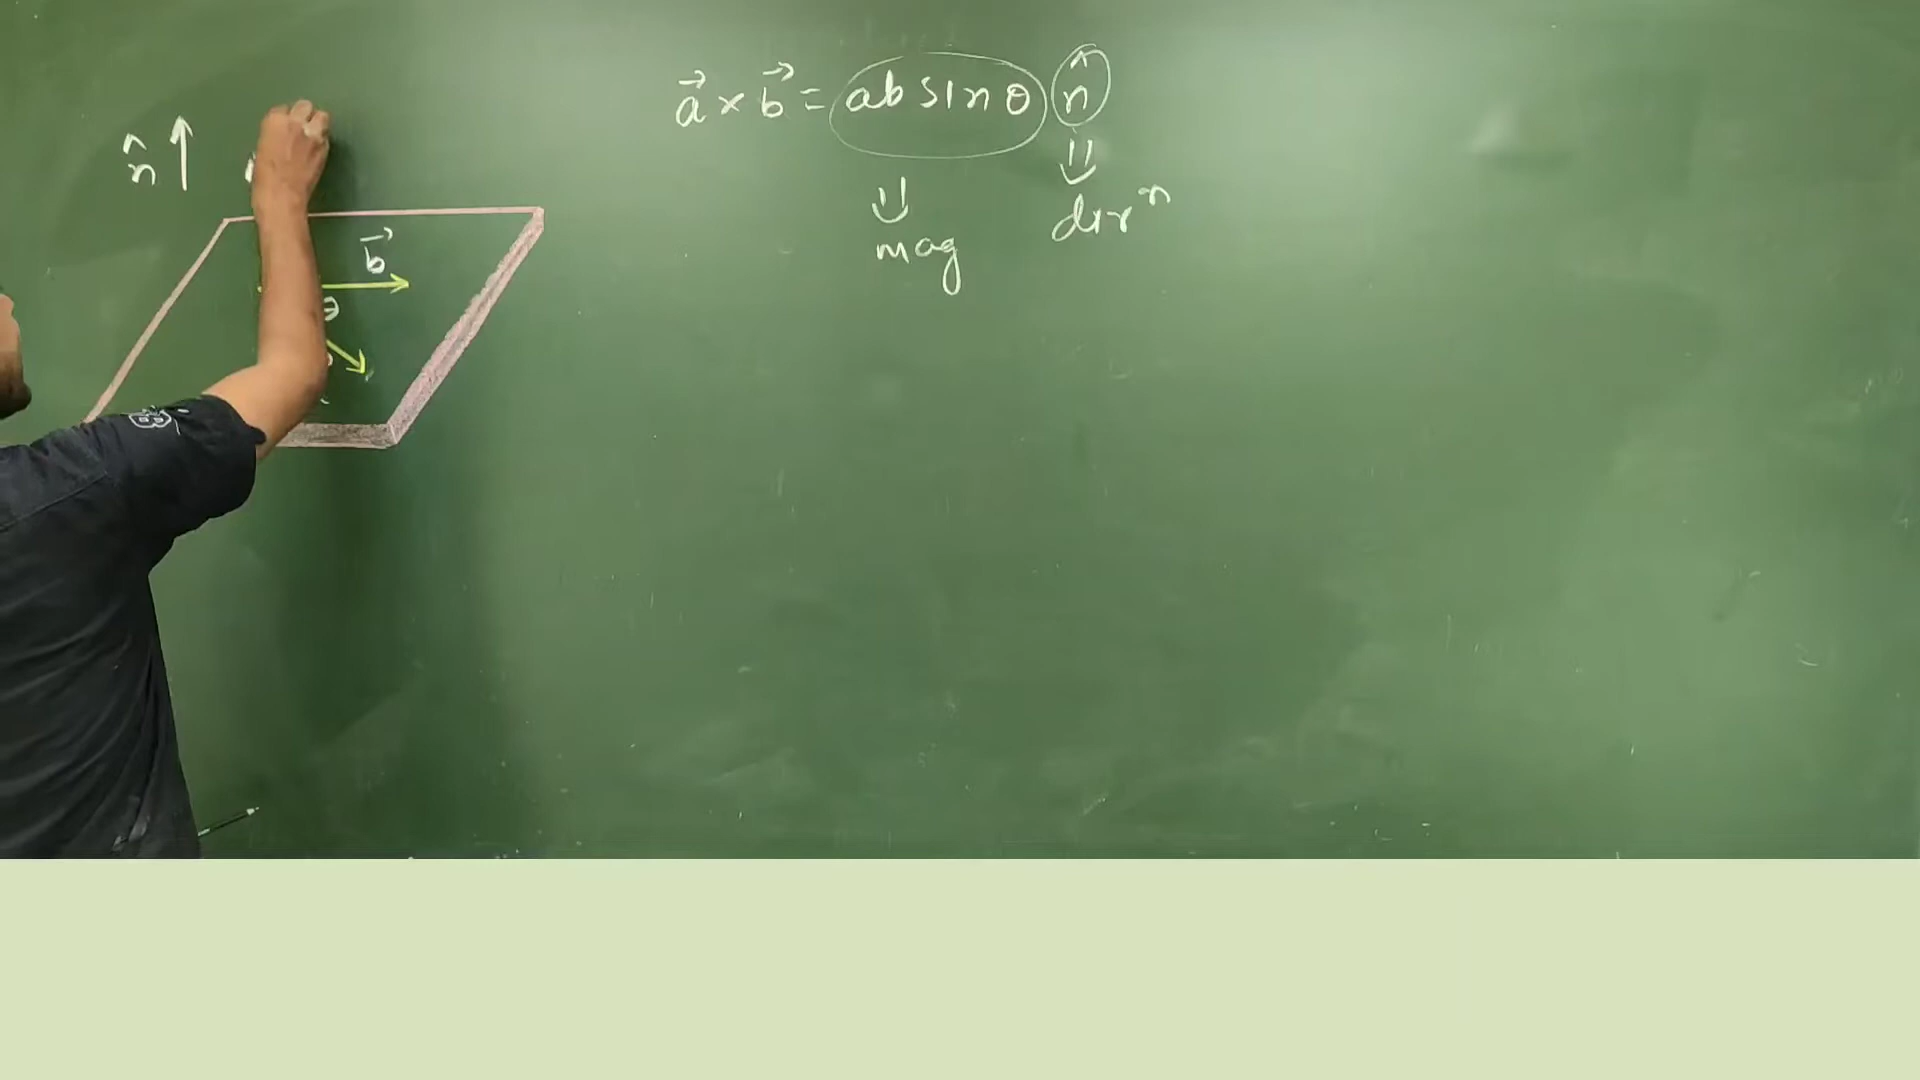 a⃗ × b⃗ = ab sin θ n̂
n̂
⇓ mag
⇓ dirⁿ
b⃗
θ